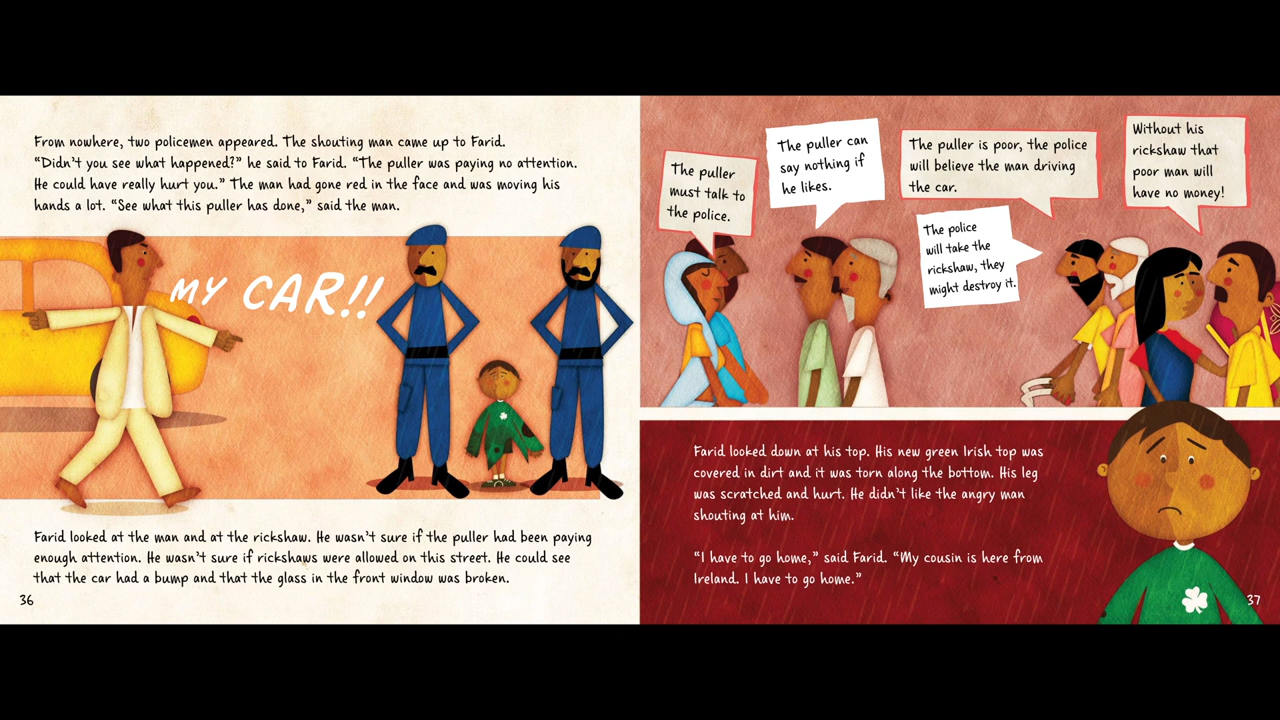 From nowhere, two policemen appeared. The shouting man came up to Farid.
“Didn’t you see what happened?” he said to Farid. “The puller was paying no attention.
He could have really hurt you.” The man had gone red in the face and was moving his
hands a lot. “See what this puller has done,” said the man.
MY CAR!!
Farid looked at the man and at the rickshaw. He wasn’t sure if the puller had been paying
enough attention. He wasn’t sure if rickshaws were allowed on this street. He could see
that the car had a bump and that the glass in the front window was broken.
36
The puller
must talk to
the police.
The puller can
say nothing if
he likes.
The puller is poor, the police
will believe the man driving
the car.
The police
will take the
rickshaw, they
might destroy it.
Without his
rickshaw that
poor man will
have no money!
Farid looked down at his top. His new green Irish top was
covered in dirt and it was torn along the bottom. His leg
was scratched and hurt. He didn’t like the angry man
shouting at him.
“I have to go home,” said Farid. “My cousin is here from
Ireland. I have to go home.”
37